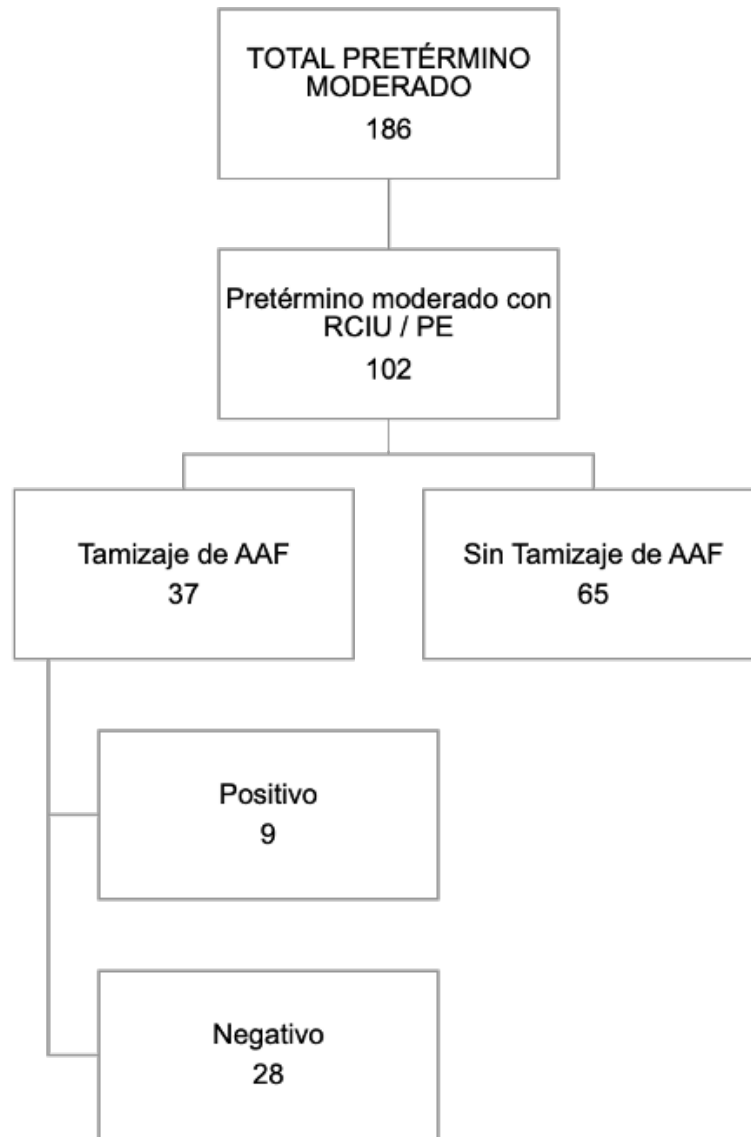 TOTAL PRETÉRMINO
MODERADO
186
Pretérmino moderado con
RCIU / PE
102
Tamizaje de AAF
37
Sin Tamizaje de AAF
65
Positivo
9
Negativo
28